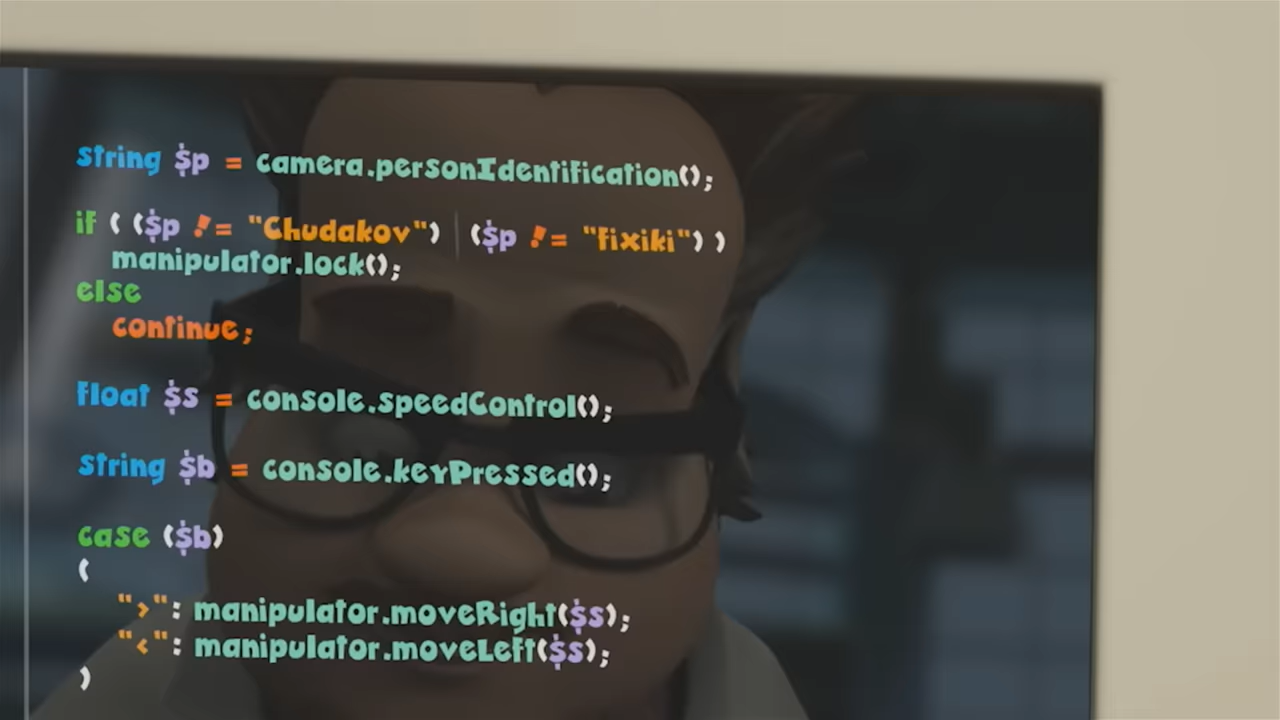 string $p = camera.personIdentification();
if ( ($p != "Chudakov") | ($p != "fixiki") )
manipulator.lock();
else
continue;
float $s = console.speedControl();
string $b = console.keyPressed();
case ($b)
(
">": manipulator.moveRight($s);
"<": manipulator.moveLeft($s);
)